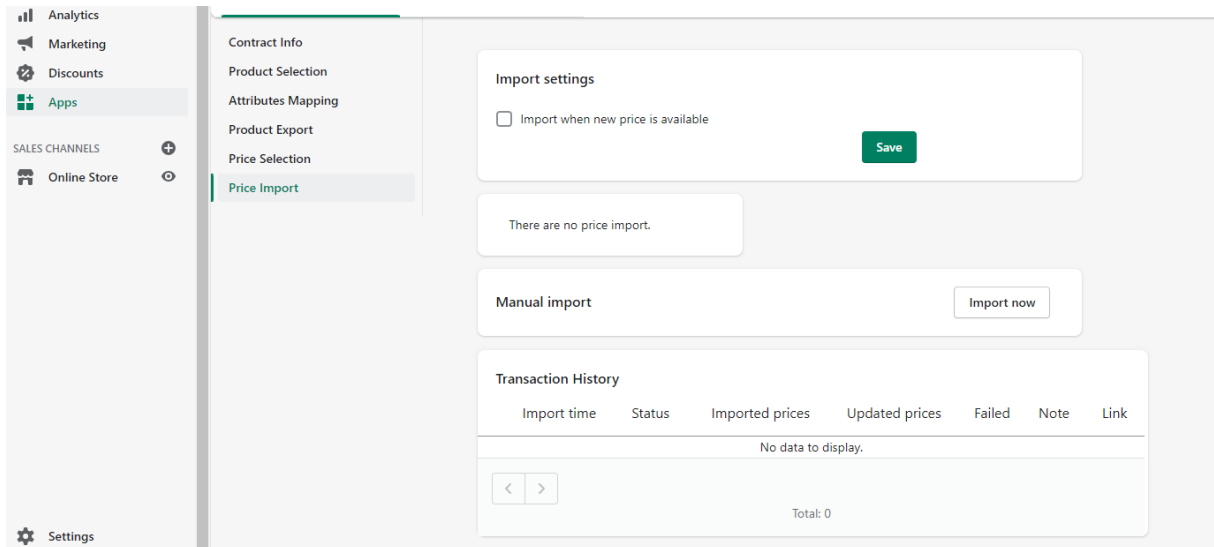 Analytics
Marketing
Discounts
Apps
SALES CHANNELS
Online Store
Settings
Contract Info
Product Selection
Attributes Mapping
Product Export
Price Selection
Price Import
Import settings
Import when new price is available
Save
There are no price import.
Manual import
Import now
Transaction History
Import time Status Imported prices Updated prices Failed Note Link
No data to display.
Total: 0